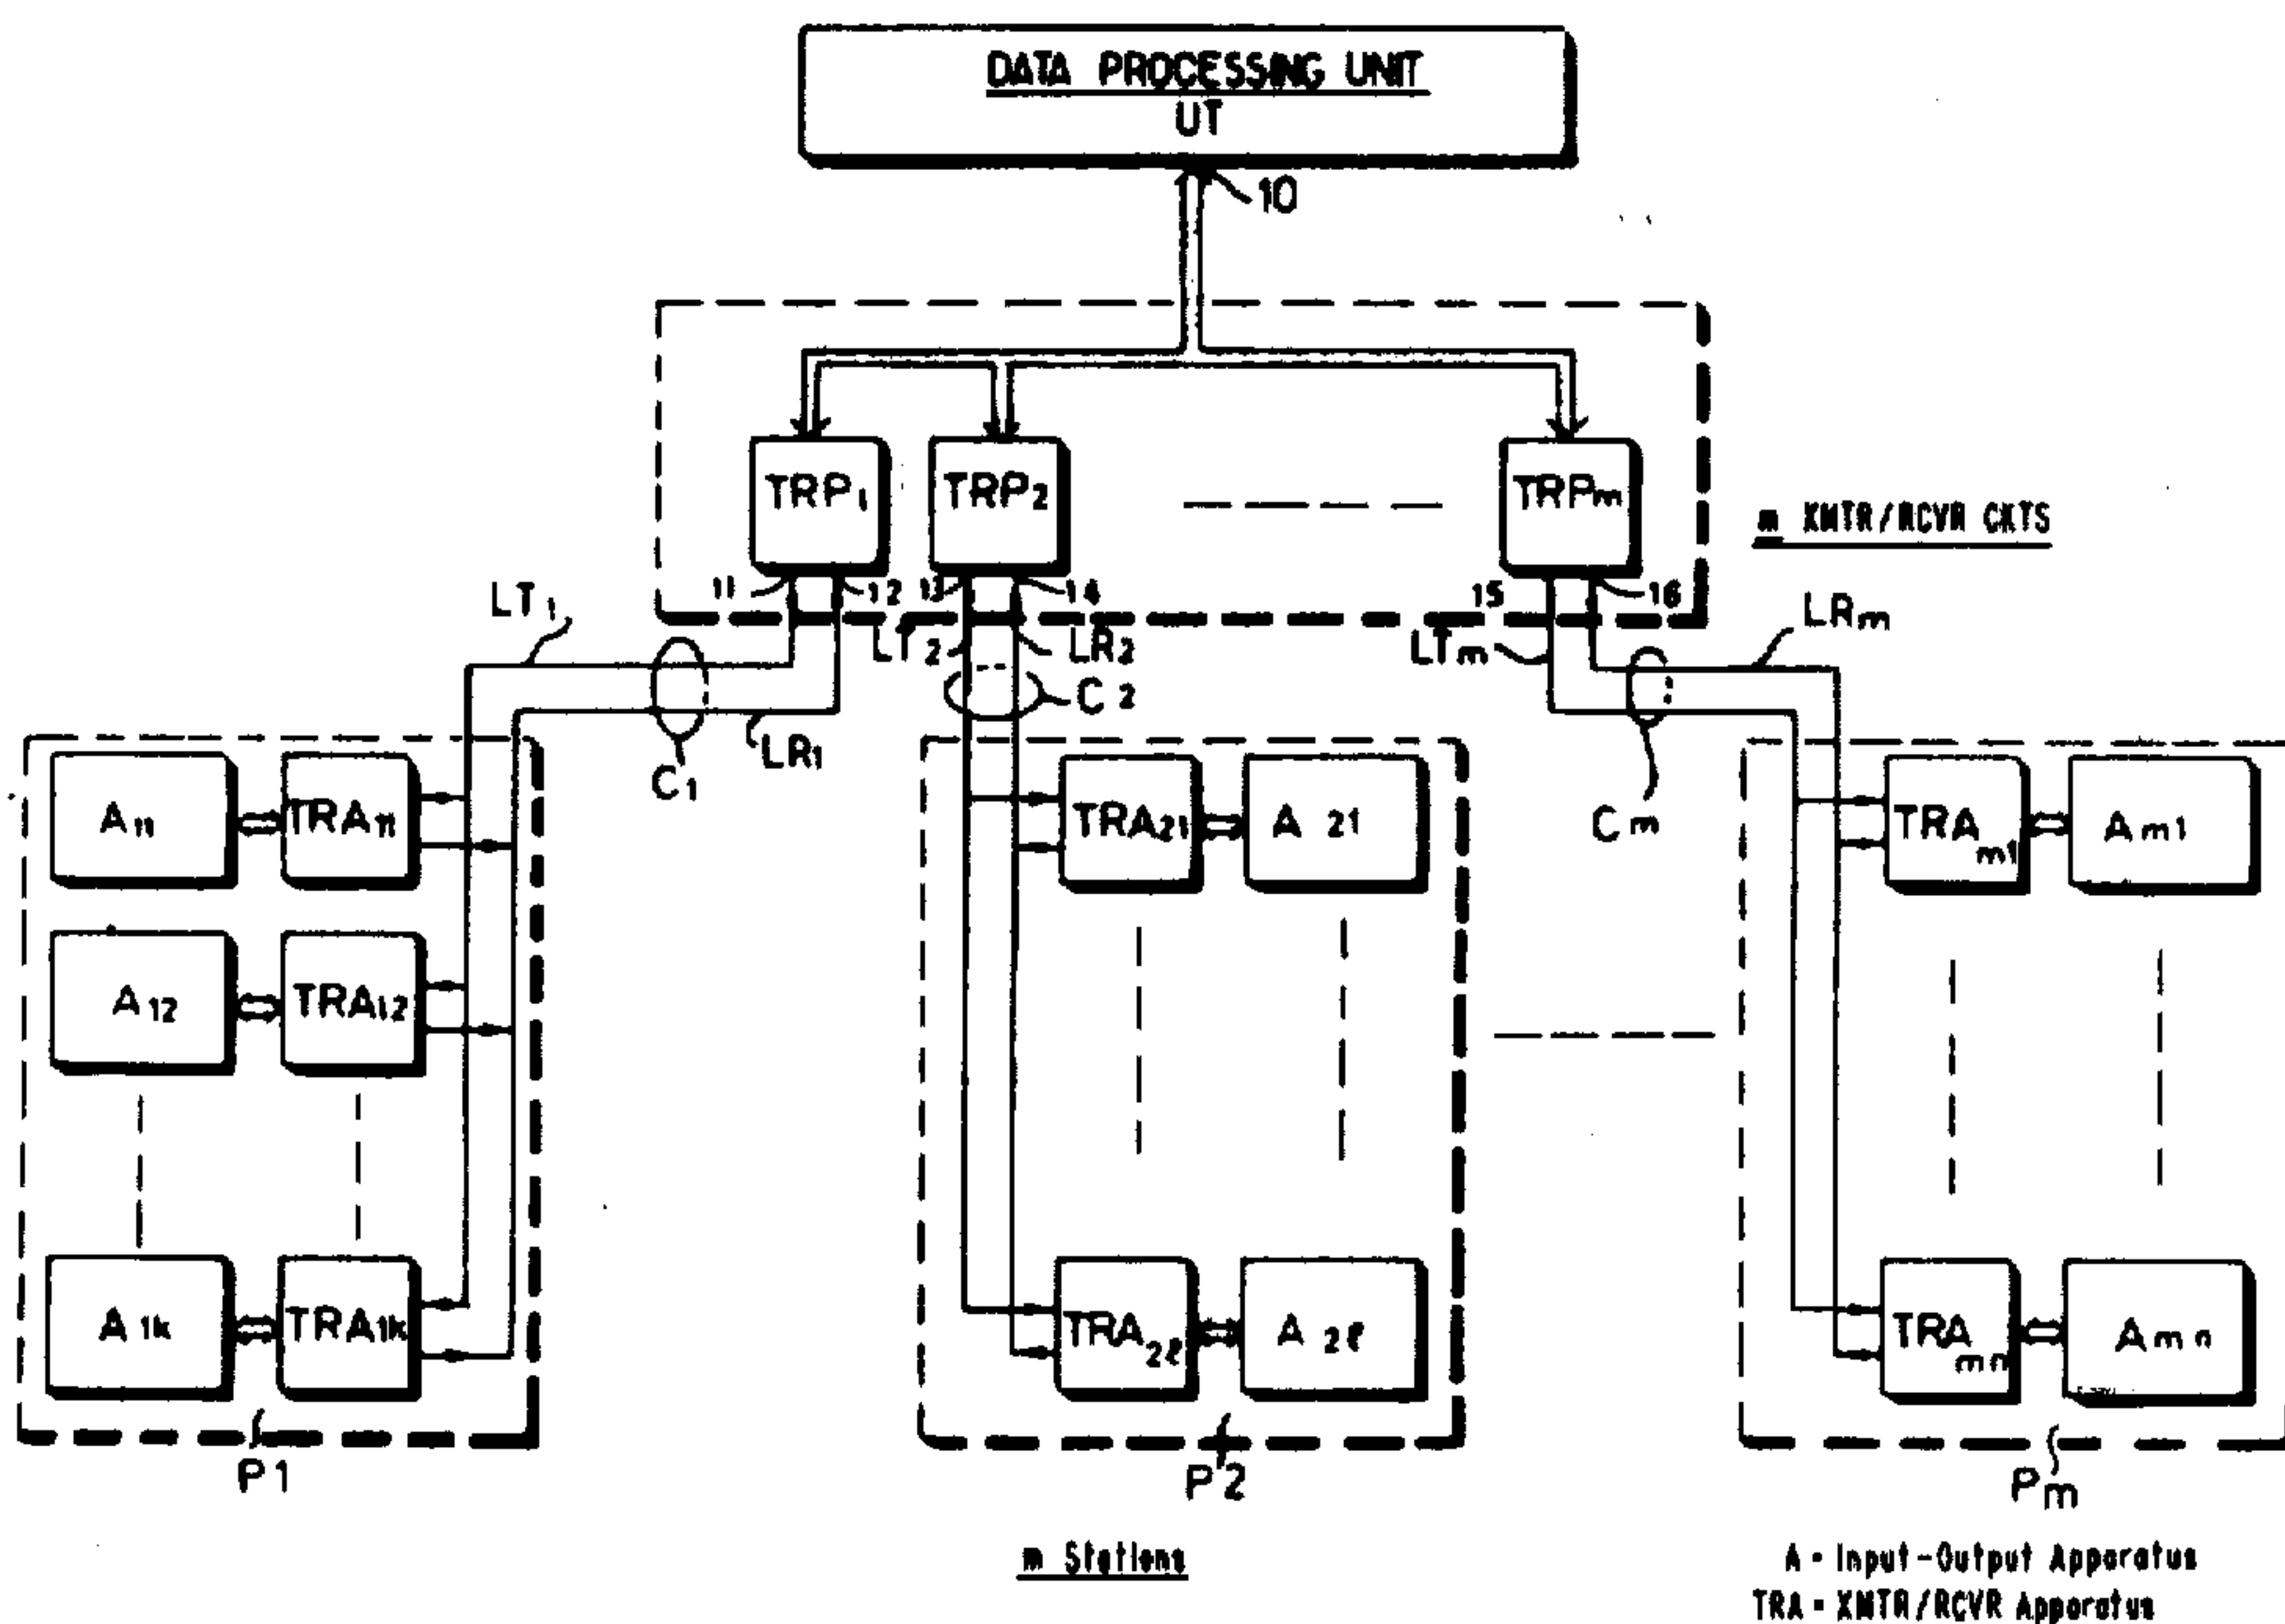 DATA PROCESSING UNIT
UT
10
TRP1
TRP2
TRPm
m XMTR/RCVR CKTS
11
12
13
14
15
16
LT1
LT2
LR2
LTm
LRm
C1
LR1
C2
Cm
A11
TRA11
TRA21
A 21
TRAm1
Am1
A12
TRA12
A1k
TRA1k
TRA2ℓ
A2ℓ
TRAmn
Amn
P1
P2
Pm
m Stations
A - Input-Output Apparatus
TRA - XMTR/RCVR Apparatus